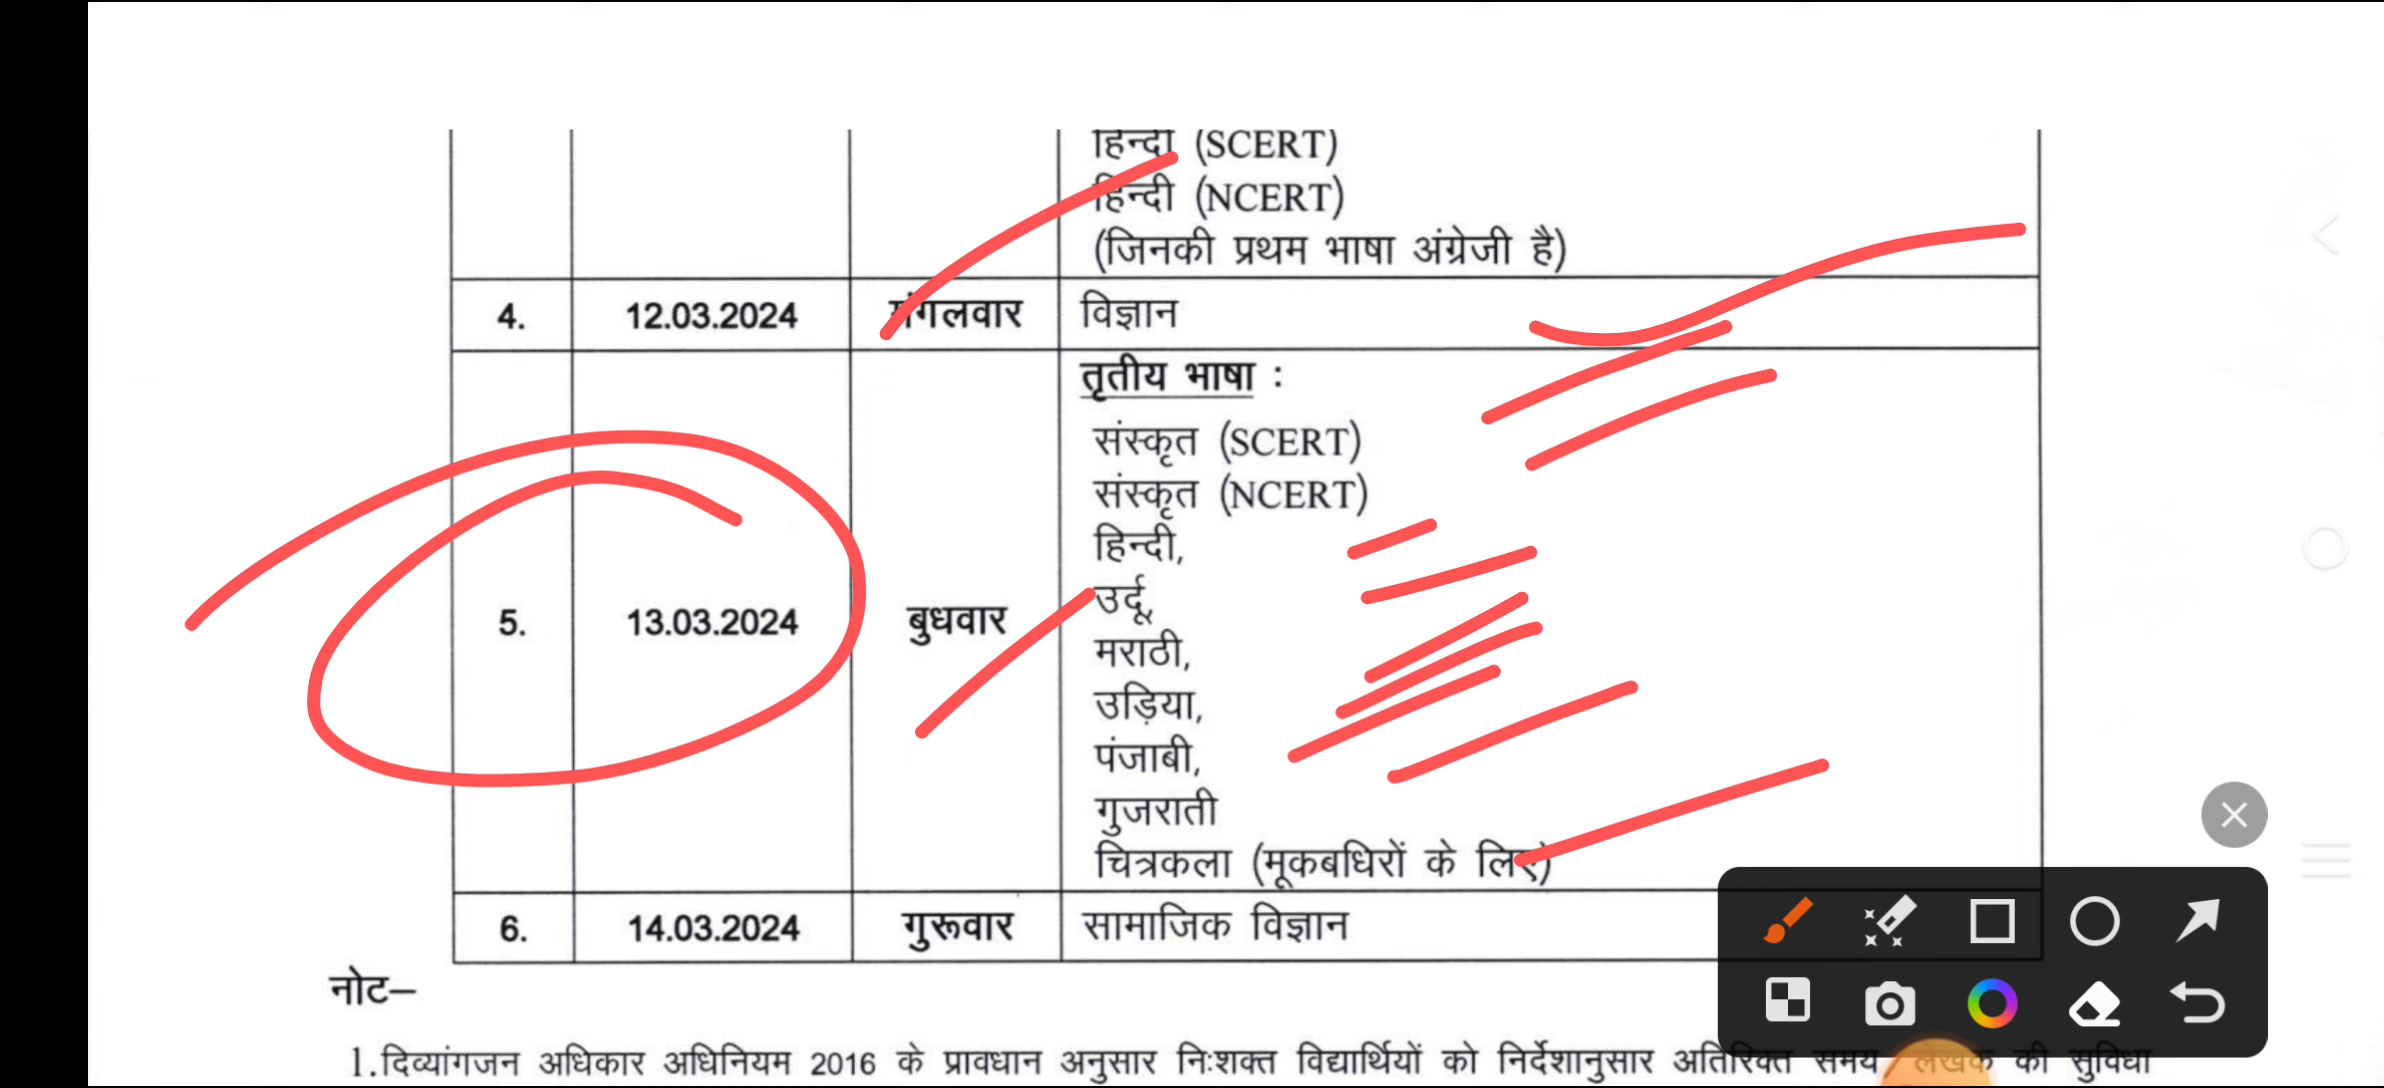 हिन्दी (SCERT)
हिन्दी (NCERT)
(जिनकी प्रथम भाषा अंग्रेजी है)
4. 12.03.2024 मंगलवार विज्ञान
तृतीय भाषा :
संस्कृत (SCERT)
संस्कृत (NCERT)
हिन्दी,
उर्दू,
मराठी,
5. 13.03.2024 बुधवार
उड़िया,
पंजाबी,
गुजराती
चित्रकला (मूकबधिरों के लिए)
6. 14.03.2024 गुरूवार सामाजिक विज्ञान
नोट–
1.दिव्यांगजन अधिकार अधिनियम 2016 के प्रावधान अनुसार निःशक्त विद्यार्थियों को निर्देशानुसार अतिरिक्त समय / लेखक की सुविधा